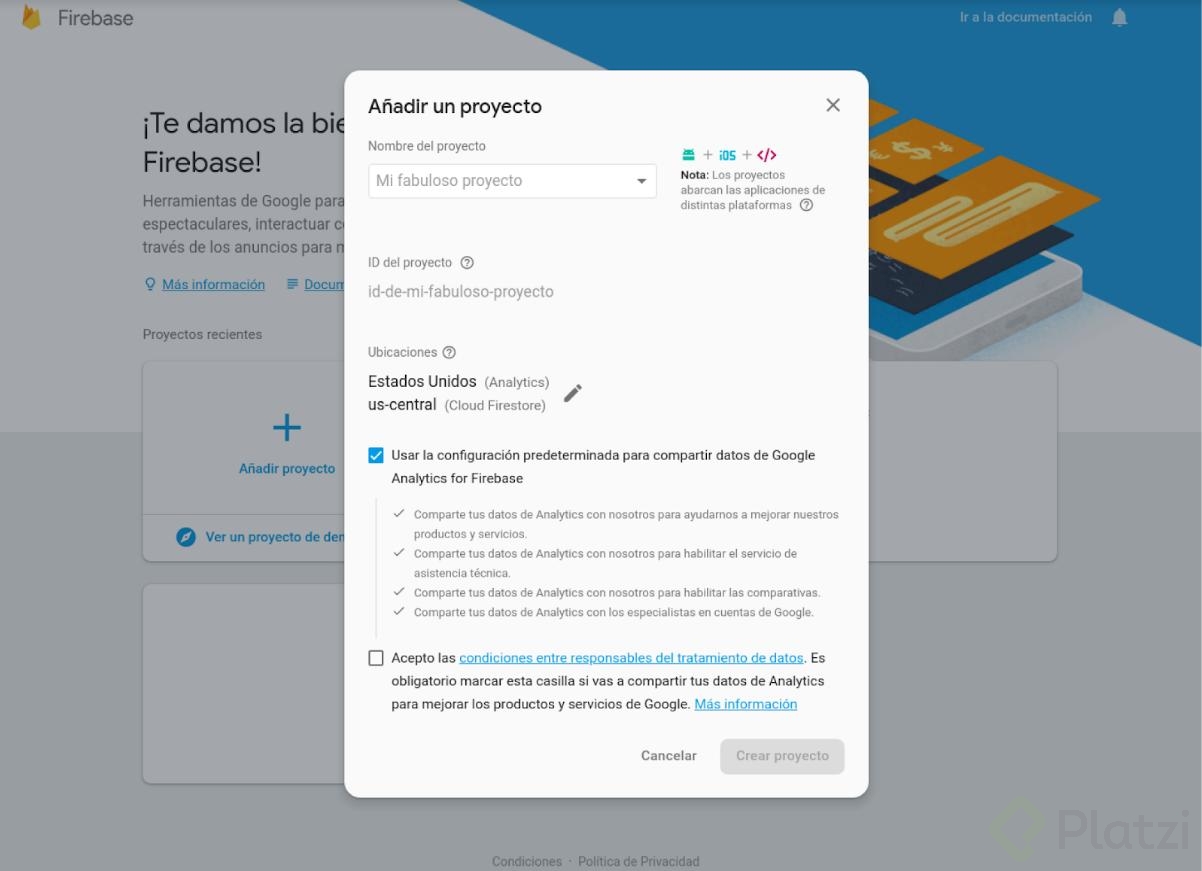 Firebase
Ir a la documentación
¡Te damos la bie
Firebase!
Herramientas de Google para
espectaculares, interactuar c
través de los anuncios para
Más información
Docum
Proyectos recientes
Añadir proyecto
Ver un proyecto de
Añadir un proyecto
Nombre del proyecto
Mi fabuloso proyecto
+ iOS + </>
Nota: Los proyectos
abarcan las aplicaciones de
distintas plataformas
ID del proyecto
id-de-mi-fabuloso-proyecto
Ubicaciones
Estados Unidos (Analytics)
us-central (Cloud Firestore)
Usar la configuración predeterminada para compartir datos de Google
Analytics for Firebase
Comparte tus datos de Analytics con nosotros para ayudarnos a mejorar nuestros
productos y servicios.
Comparte tus datos de Analytics con nosotros para habilitar el servicio de
asistencia técnica.
Comparte tus datos de Analytics con nosotros para habilitar las comparativas.
Comparte tus datos de Analytics con los especialistas en cuentas de Google.
Acepto las condiciones entre responsables del tratamiento de datos. Es
obligatorio marcar esta casilla si vas a compartir tus datos de Analytics
para mejorar los productos y servicios de Google. Más información
Cancelar
Crear proyecto
Platzi
Condiciones · Política de Privacidad